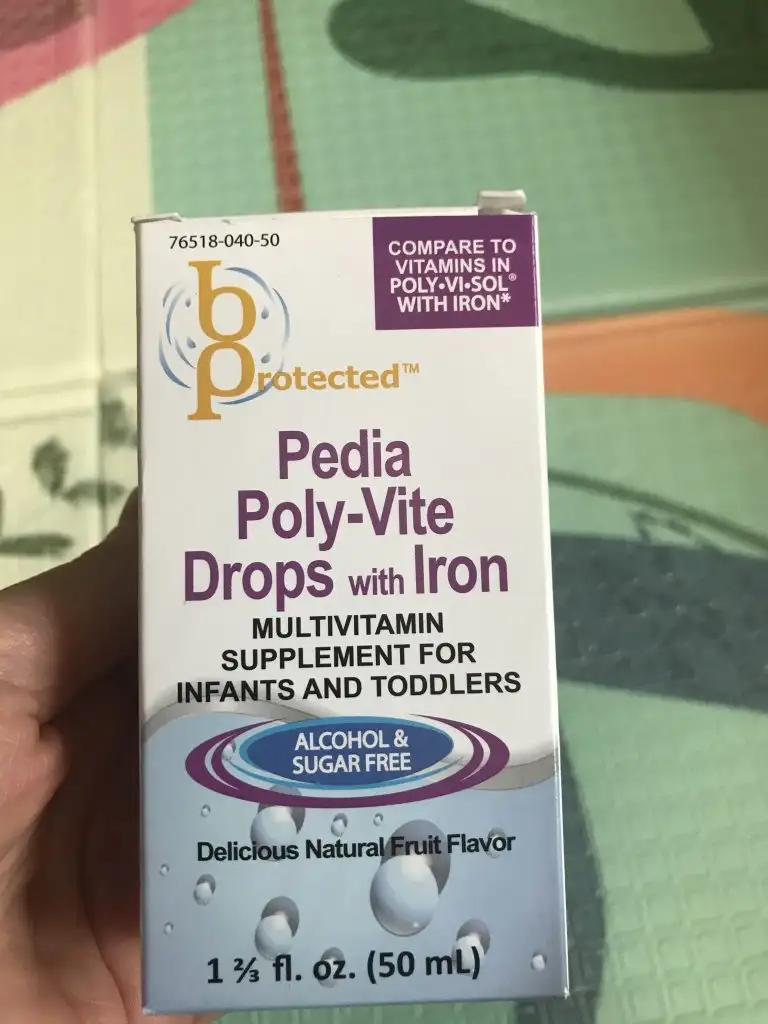 76518-040-50
COMPARE TO
VITAMINS IN
POLY•VI•SOL®
WITH IRON*
b
Protected™
Pedia
Poly-Vite
Drops with Iron
MULTIVITAMIN
SUPPLEMENT FOR
INFANTS AND TODDLERS
ALCOHOL &
SUGAR FREE
Delicious Natural Fruit Flavor
1 ⅔ fl. oz. (50 mL)